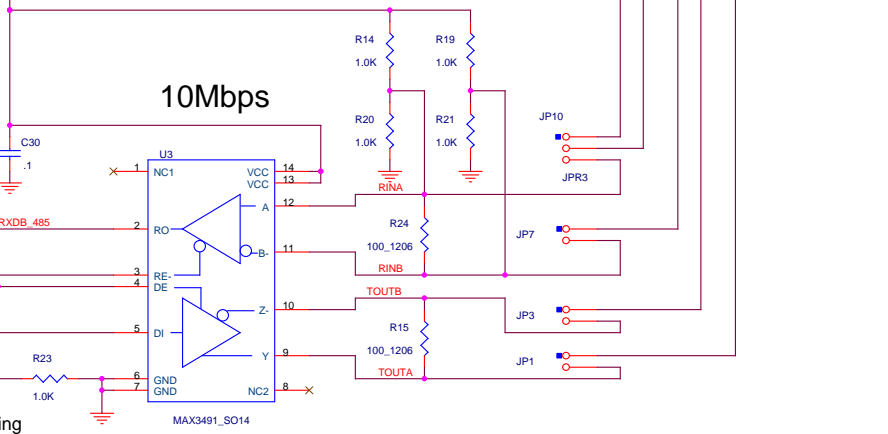 R14
R19
1.0K
1.0K
10Mbps
R20
R21
JP10
1.0K
1.0K
C30
.1
U3
JPR3
1
NC1
VCC
14
VCC
13
RINA
A
12
RXDB_485
2
RO
R24
JP7
100_1206
B-
11
3
RE-
RINB
4
DE
TOUTB
Z-
10
R15
JP3
5
DI
100_1206
Y
9
JP1
R23
TOUTA
6
GND
7
GND
NC2
8
1.0K
MAX3491_SO14
ing